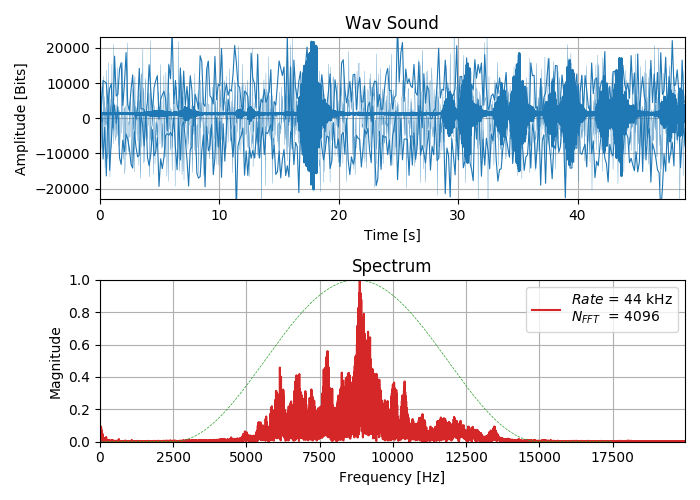 Wav Sound
Amplitude [Bits]
20000
10000
0
−10000
−20000
0 10 20 30 40
Time [s]
Spectrum
Magnitude
1.0
0.8
0.6
0.4
0.2
0.0
Rate = 44 kHz
N_FFT = 4096
0 2500 5000 7500 10000 12500 15000 17500
Frequency [Hz]